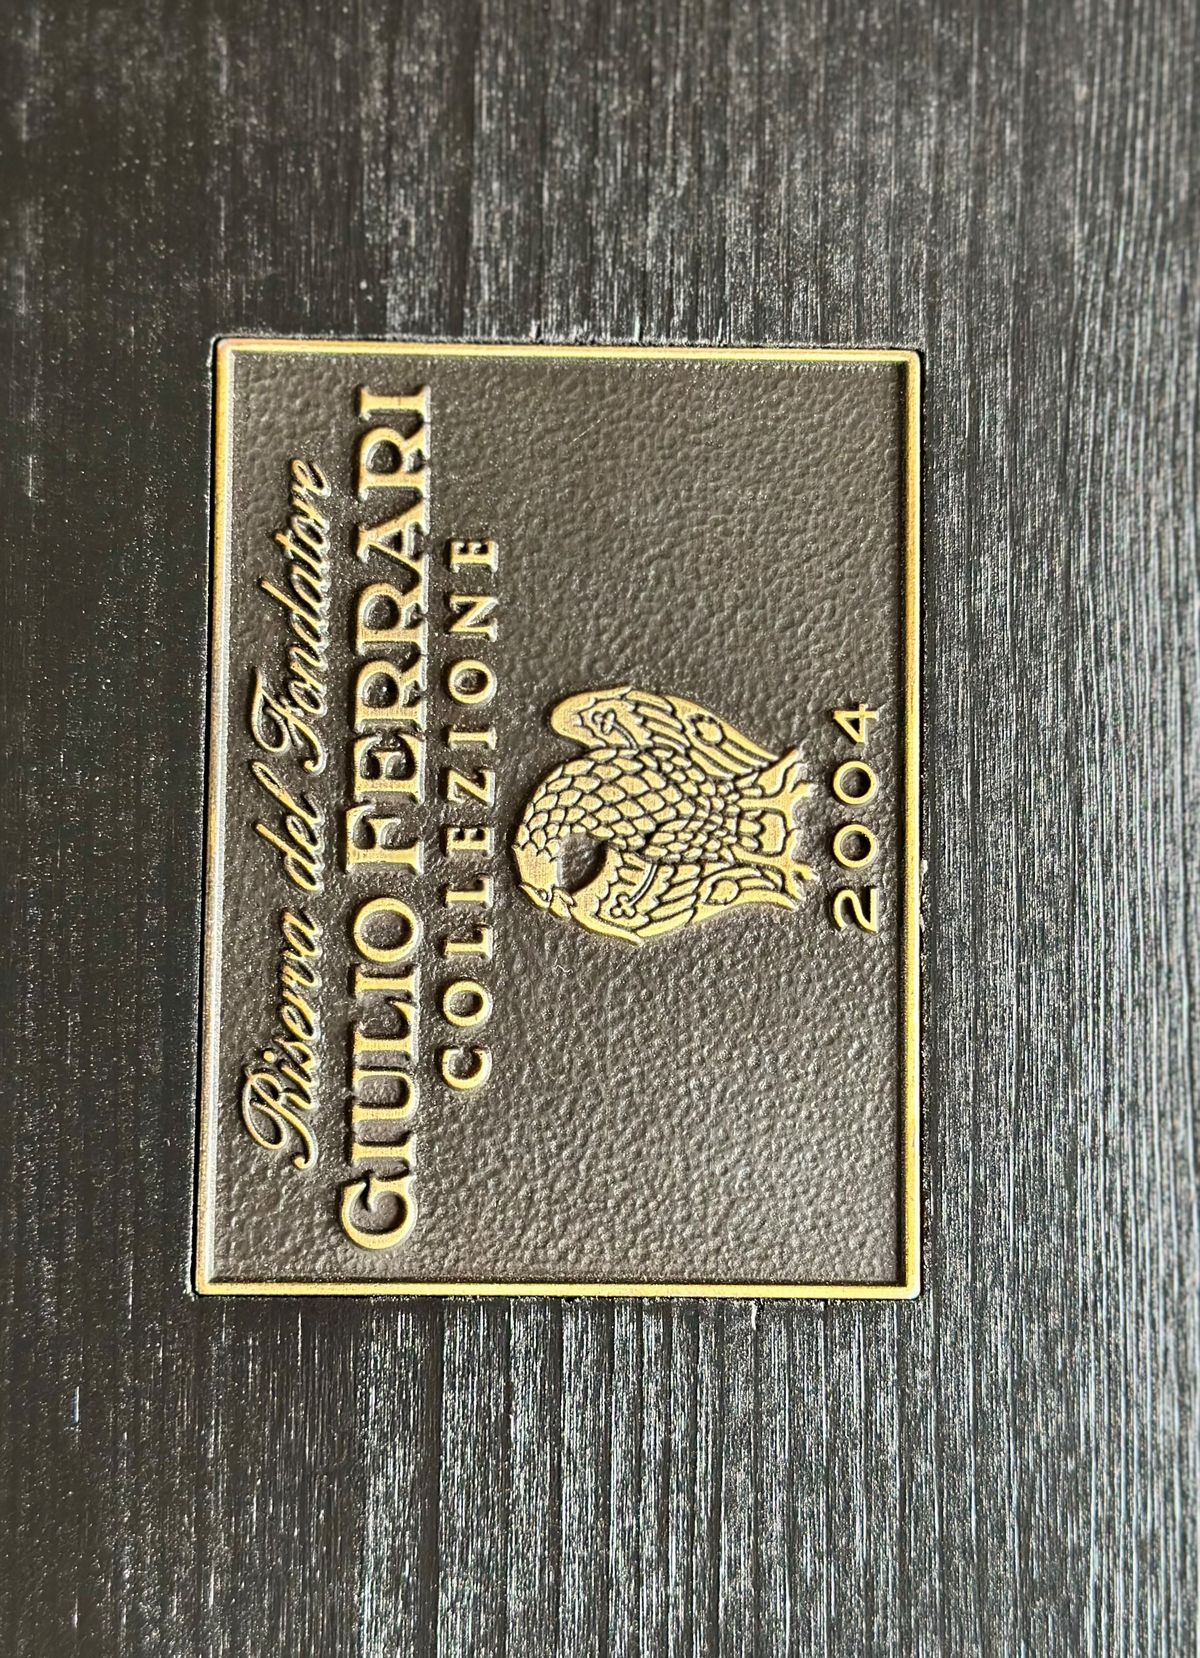 Riserva del Fondatore
GIULIO FERRARI
COLLEZIONE
2004